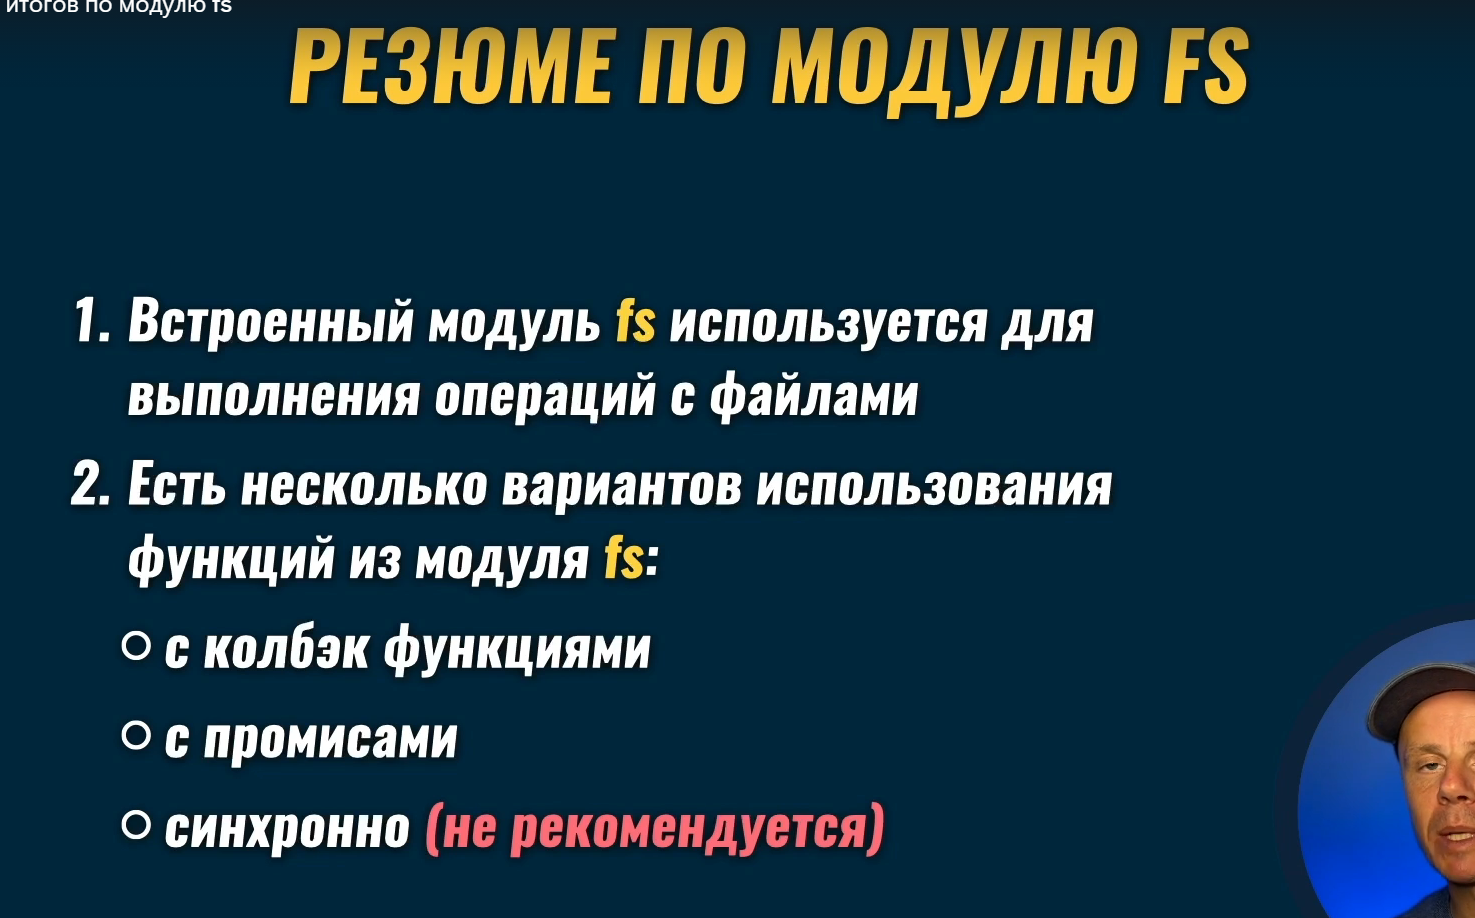 итогов по модулю fs
РЕЗЮМЕ ПО МОДУЛЮ FS
1. Встроенный модуль fs используется для
выполнения операций с файлами
2. Есть несколько вариантов использования
функций из модуля fs:
с колбэк функциями
с промисами
синхронно (не рекомендуется)